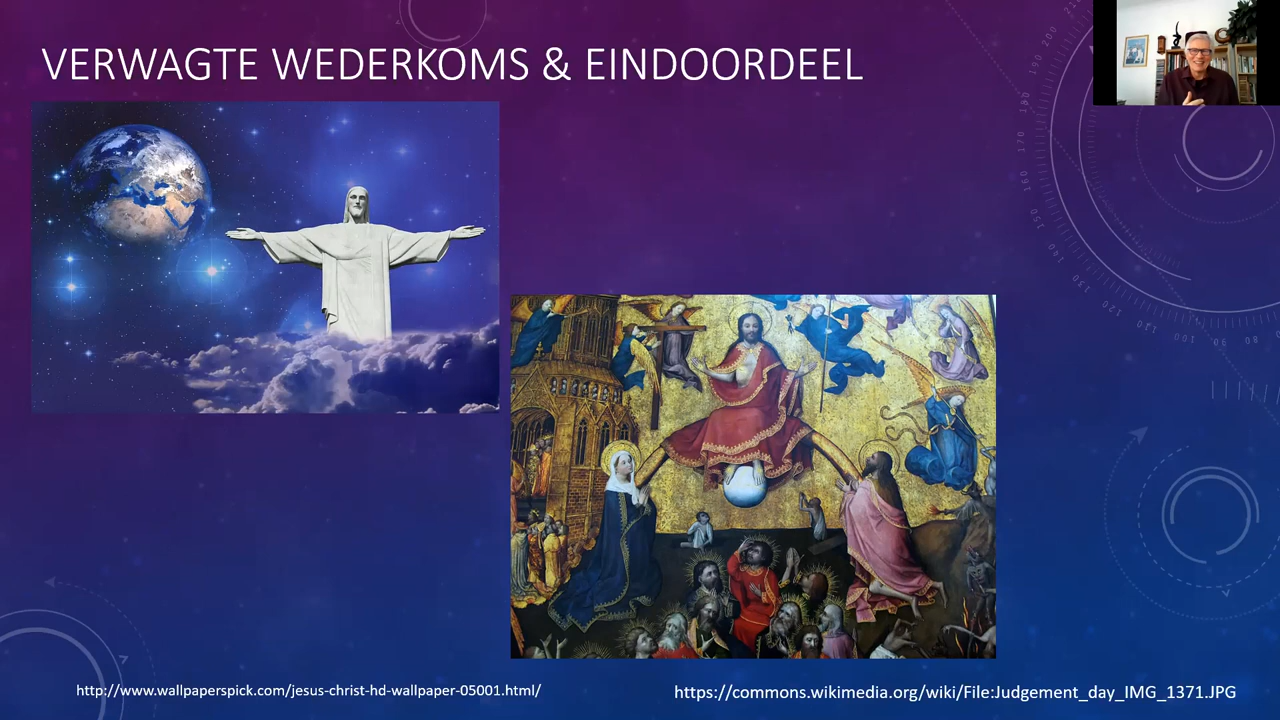 VERWAGTE WEDERKOMS & EINDOORDEEL
http://www.wallpaperspick.com/jesus-christ-hd-wallpaper-05001.html/
https://commons.wikimedia.org/wiki/File:Judgement_day_IMG_1371.JPG